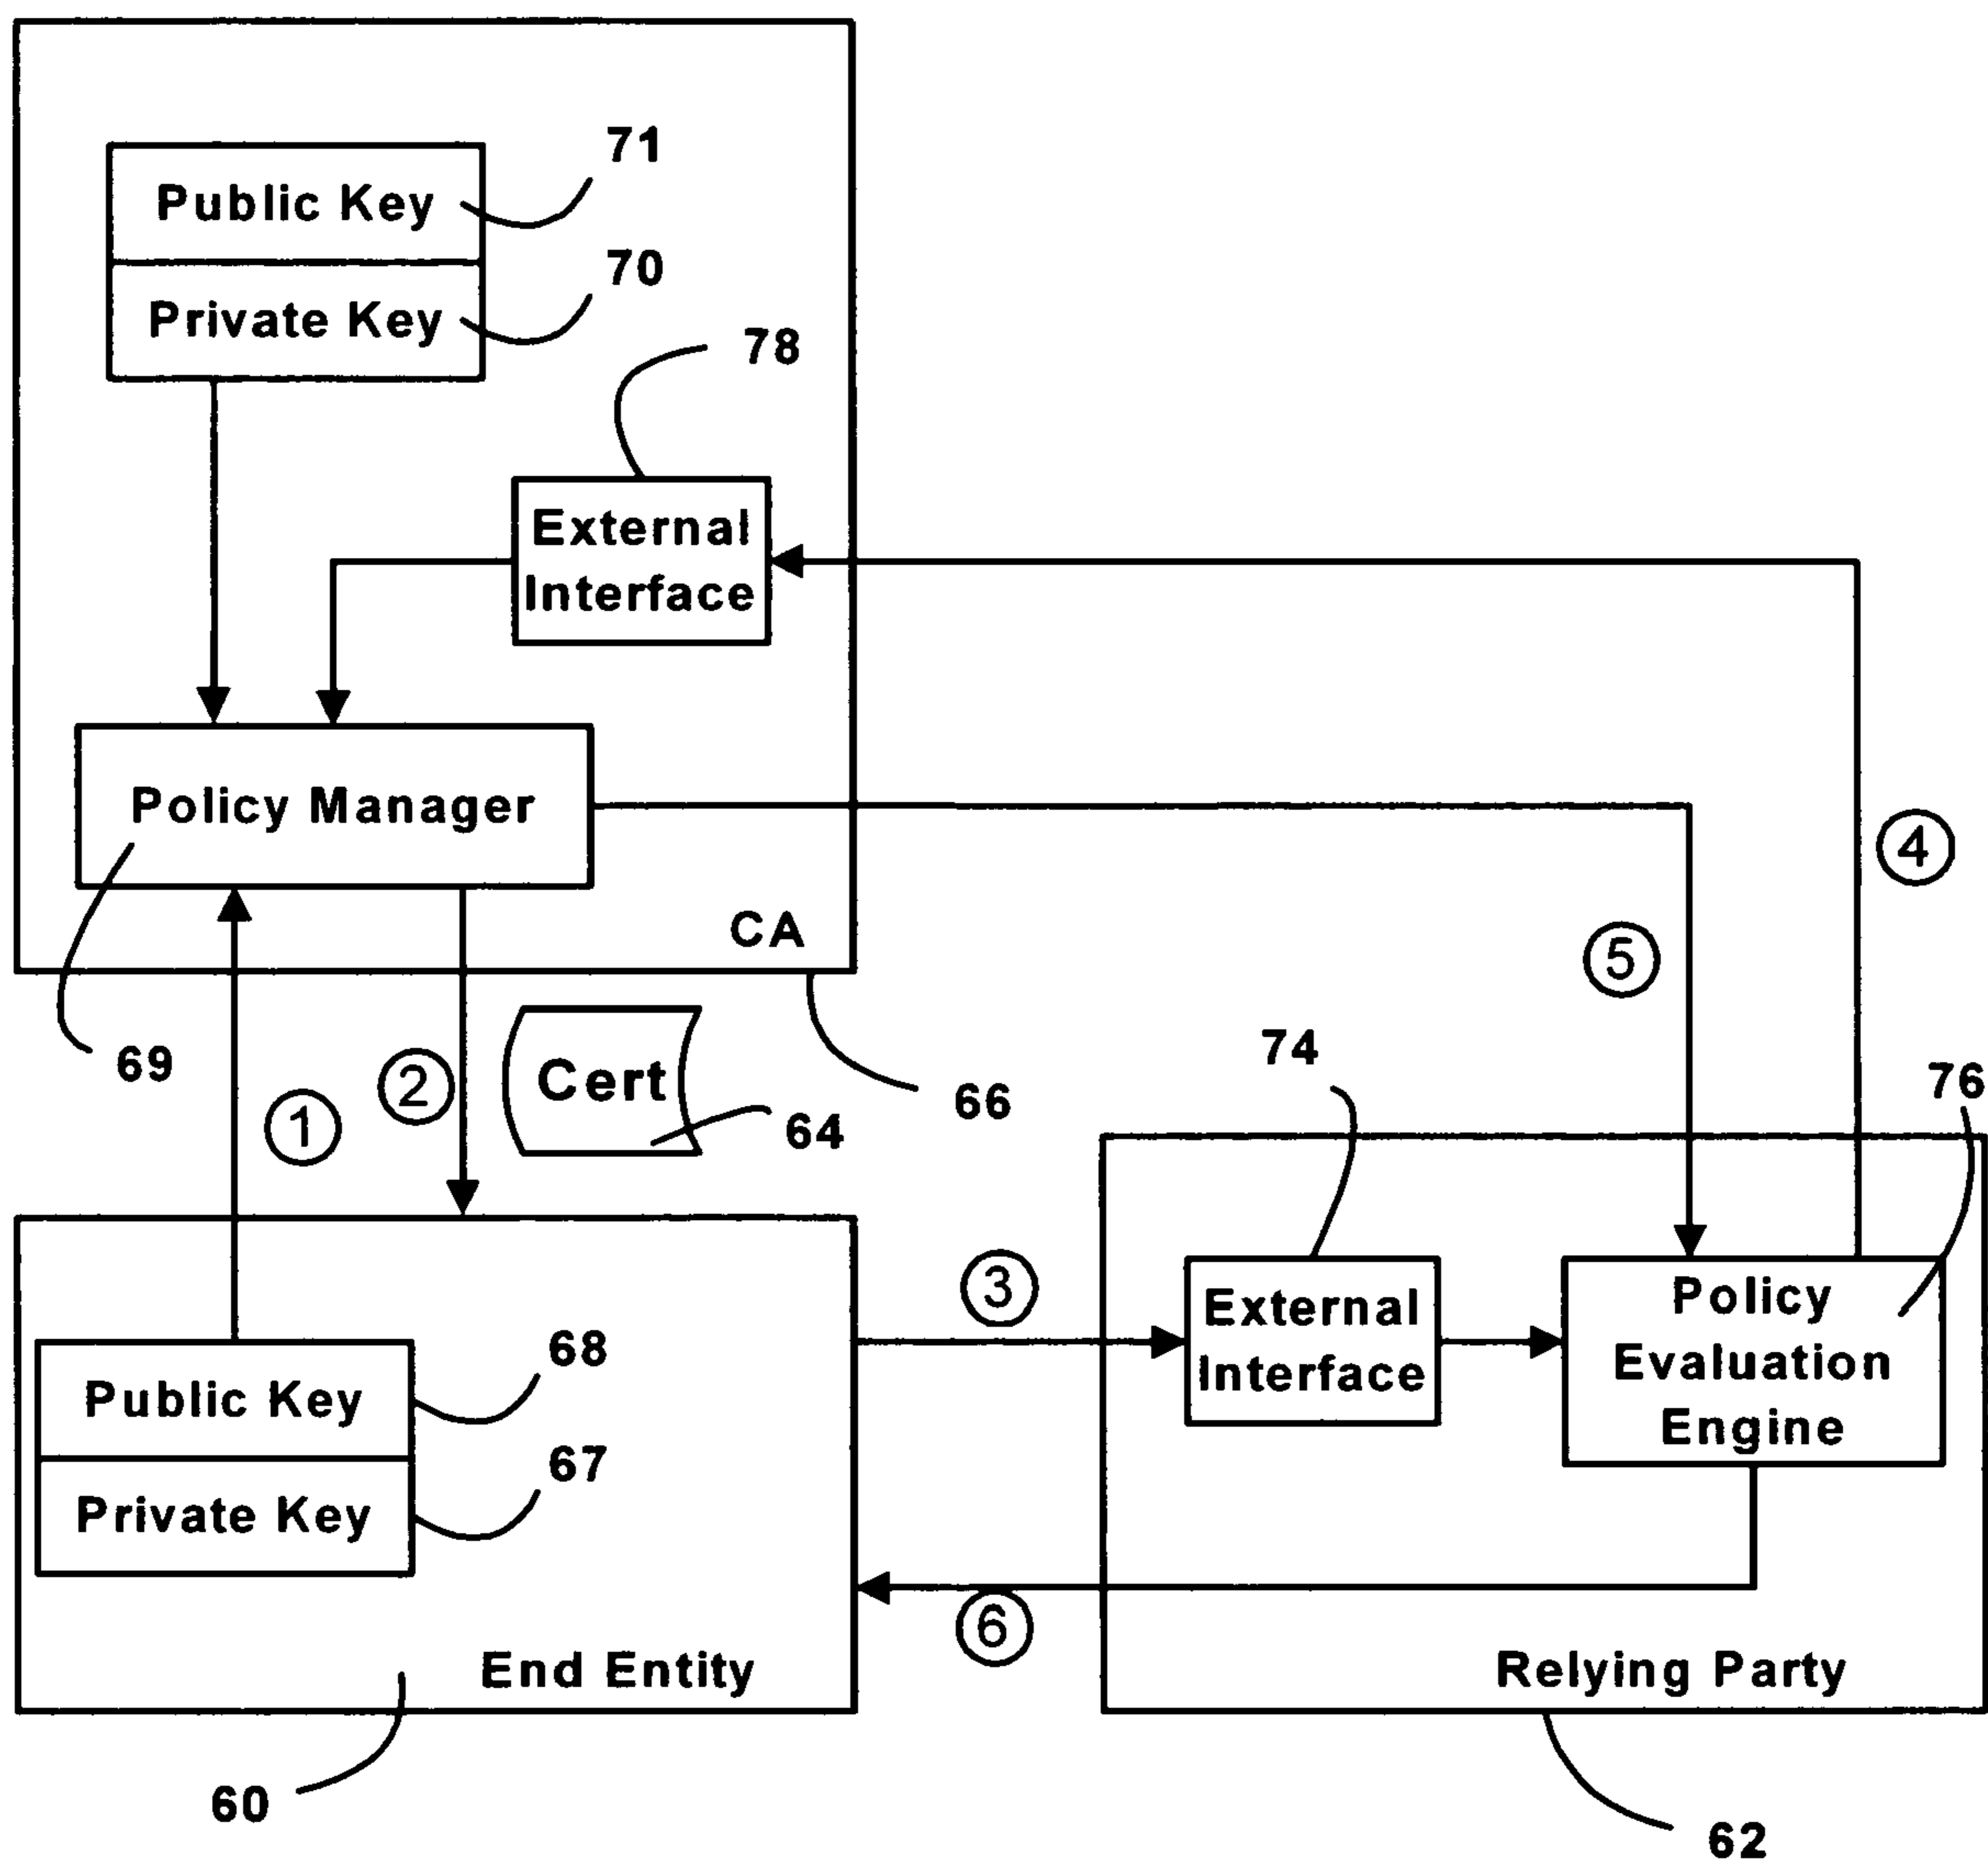 71
Public Key
70
Private Key
78
External
Interface
Policy Manager
4
CA
5
69
2
Cert
64
66
74
76
1
3
External
Interface
Policy
Evaluation
Engine
68
Public Key
67
Private Key
6
End Entity
Relying Party
60
62